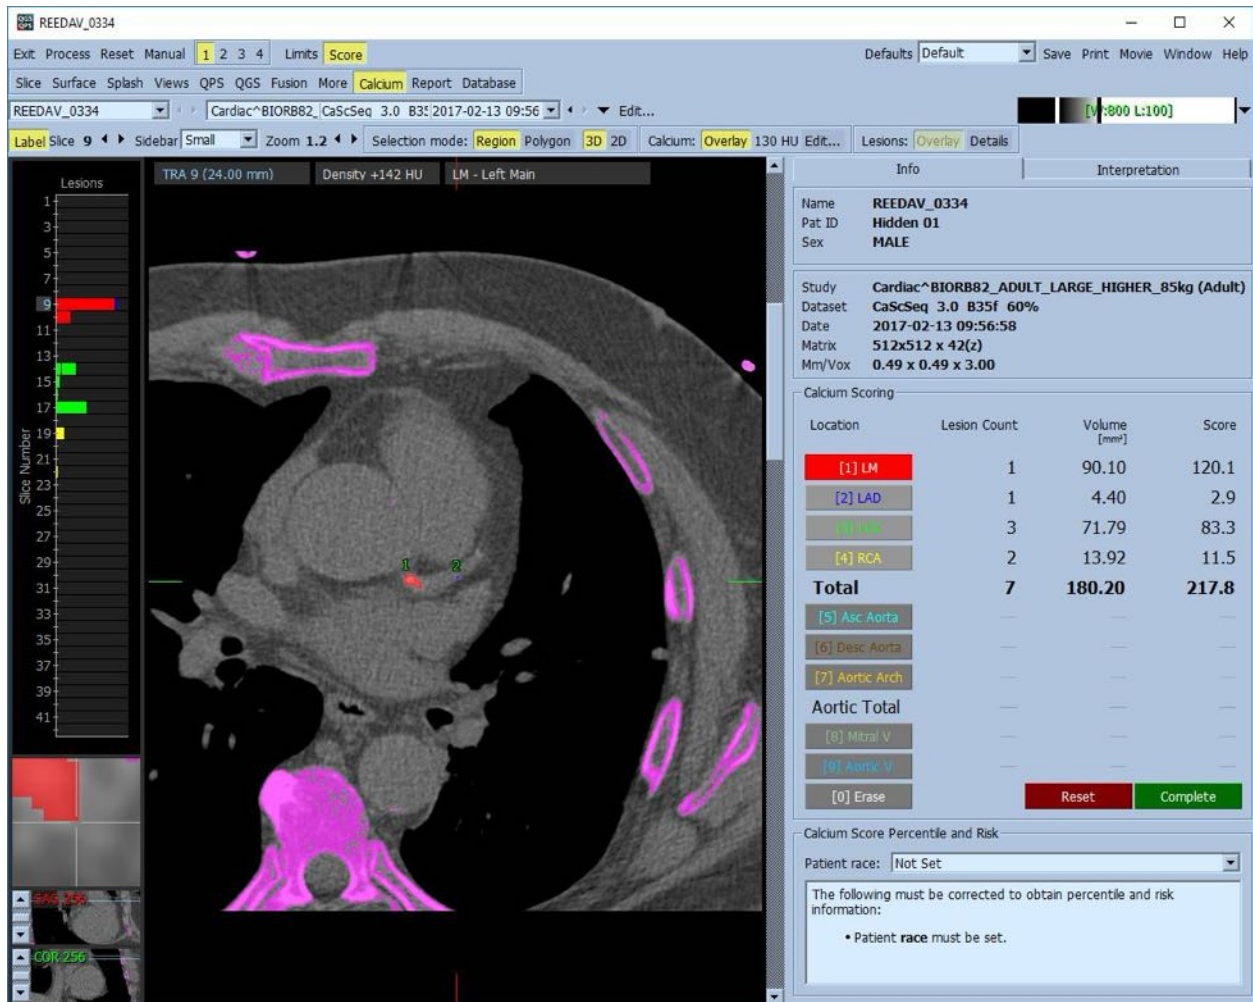 REEDAV_0334
Exit Process Reset Manual 1 2 3 4 Limits Score Defaults Default Save Print Movie Window Help
Slice Surface Splash Views QPS QGS Fusion More Calcium Report Database
REEDAV_0334 Cardiac^BIORB82_ CaScSeq 3.0 B35f 2017-02-13 09:56 Edit... [W:800 L:100]
Label Slice 9 Sidebar Small Zoom 1.2 Selection mode: Region Polygon 3D 2D Calcium: Overlay 130 HU Edit... Lesions: Overlay Details
Lesions
TRA 9 (24.00 mm) Density +142 HU LM - Left Main
Slice Number
1
3
5
7
9
11
13
15
17
19
21
23
25
27
29
31
33
35
37
39
41
1 2
SAG 256
COR 256
Info Interpretation
Name REEDAV_0334
Pat ID Hidden 01
Sex MALE
Study Cardiac^BIORB82_ADULT_LARGE_HIGHER_85kg (Adult)
Dataset CaScSeq 3.0 B35f 60%
Date 2017-02-13 09:56:58
Matrix 512x512 x 42(z)
Mm/Vox 0.49 x 0.49 x 3.00
Calcium Scoring
Location Lesion Count Volume Score
[mm³]
[1] LM 1 90.10 120.1
[2] LAD 1 4.40 2.9
3 71.79 83.3
[4] RCA 2 13.92 11.5
Total 7 180.20 217.8
[5] Asc Aorta — — —
[6] Desc Aorta — — —
[7] Aortic Arch — — —
Aortic Total — — —
[8] Mitral V — — —
[9] Aortic V — — —
[0] Erase Reset Complete
Calcium Score Percentile and Risk
Patient race: Not Set
The following must be corrected to obtain percentile and risk
information:
• Patient race must be set.